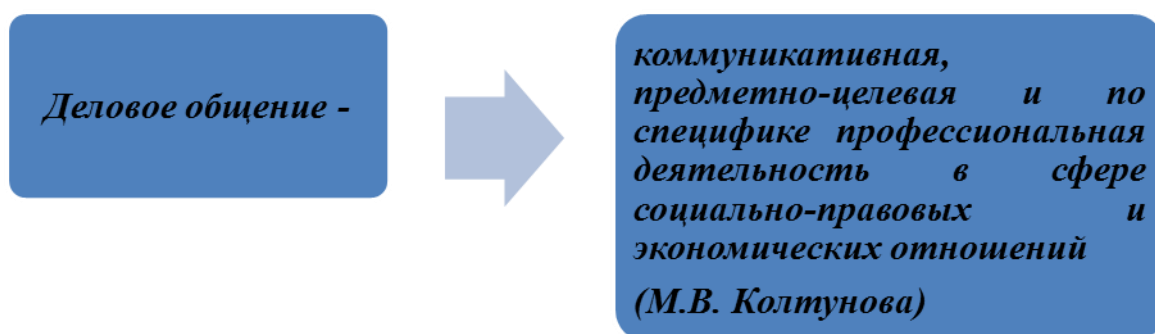 Деловое общение -
коммуникативная,
предметно-целевая и по
специфике профессиональная
деятельность в сфере
социально-правовых и
экономических отношений
(М.В. Колтунова)